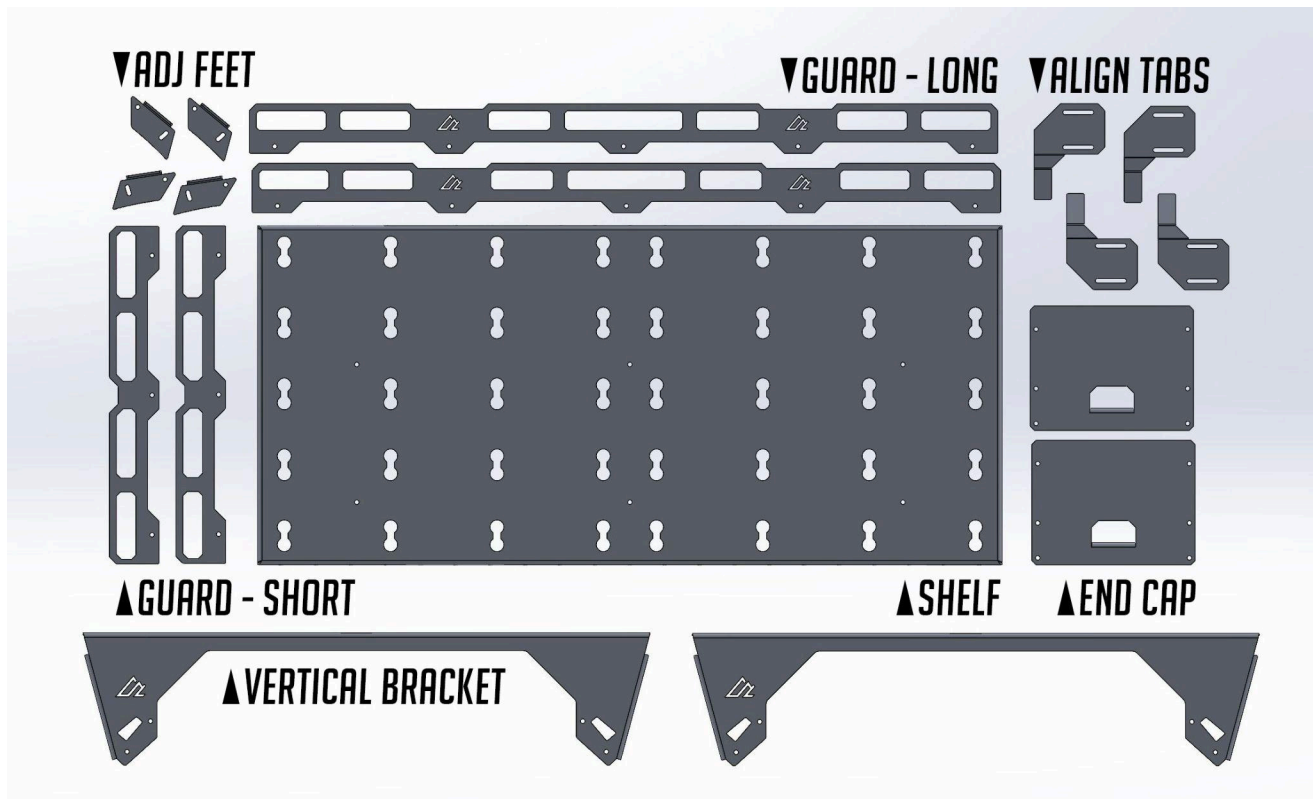 ▼ADJ FEET
▼GUARD - LONG
▼ALIGN TABS
▲GUARD - SHORT
▲SHELF
▲END CAP
▲VERTICAL BRACKET